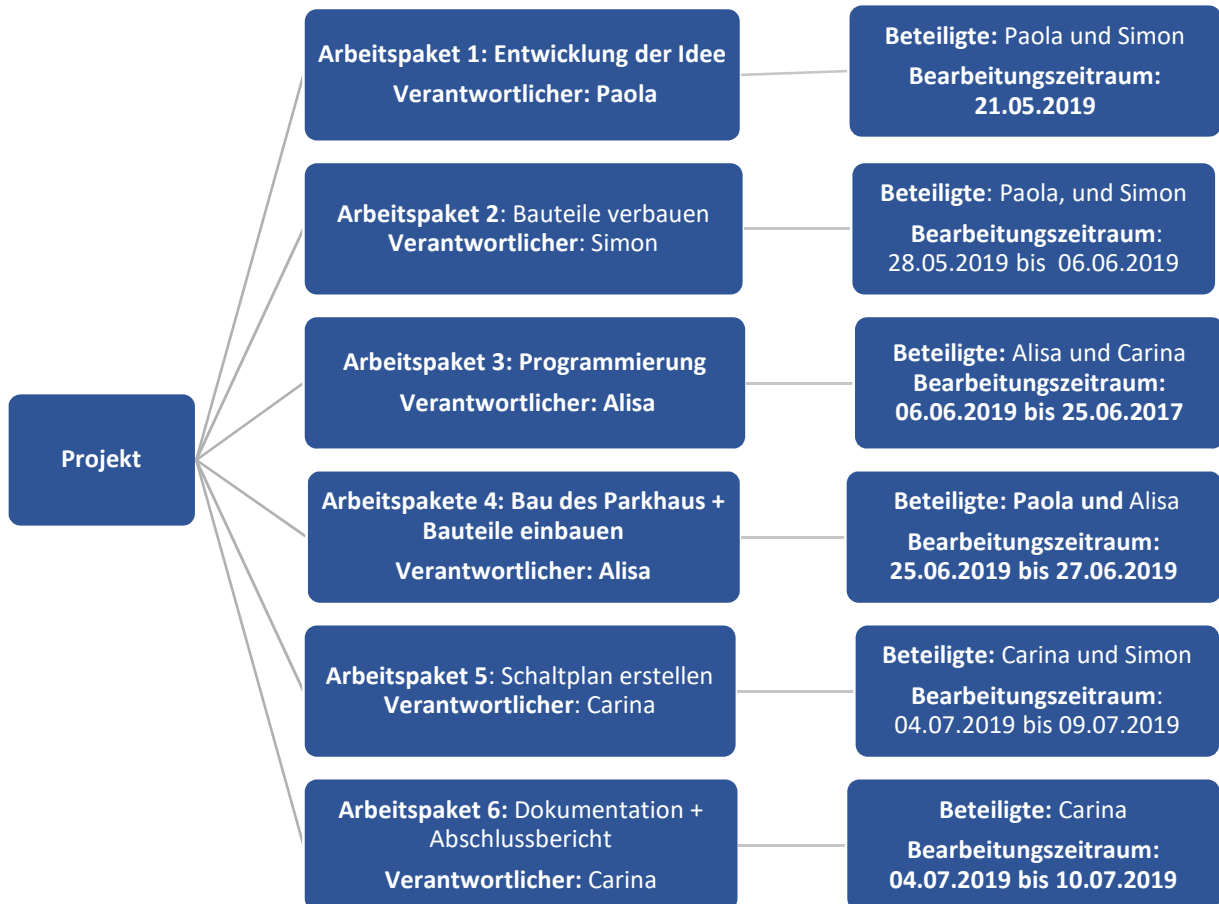 Projekt
Arbeitspaket 1: Entwicklung der Idee
Verantwortlicher: Paola
Beteiligte: Paola und Simon
Bearbeitungszeitraum:
21.05.2019
Arbeitspaket 2: Bauteile verbauen
Verantwortlicher: Simon
Beteiligte: Paola, und Simon
Bearbeitungszeitraum:
28.05.2019 bis 06.06.2019
Arbeitspaket 3: Programmierung
Verantwortlicher: Alisa
Beteiligte: Alisa und Carina
Bearbeitungszeitraum:
06.06.2019 bis 25.06.2017
Arbeitspakete 4: Bau des Parkhaus +
Bauteile einbauen
Verantwortlicher: Alisa
Beteiligte: Paola und Alisa
Bearbeitungszeitraum:
25.06.2019 bis 27.06.2019
Arbeitspaket 5: Schaltplan erstellen
Verantwortlicher: Carina
Beteiligte: Carina und Simon
Bearbeitungszeitraum:
04.07.2019 bis 09.07.2019
Arbeitspaket 6: Dokumentation +
Abschlussbericht
Verantwortlicher: Carina
Beteiligte: Carina
Bearbeitungszeitraum:
04.07.2019 bis 10.07.2019